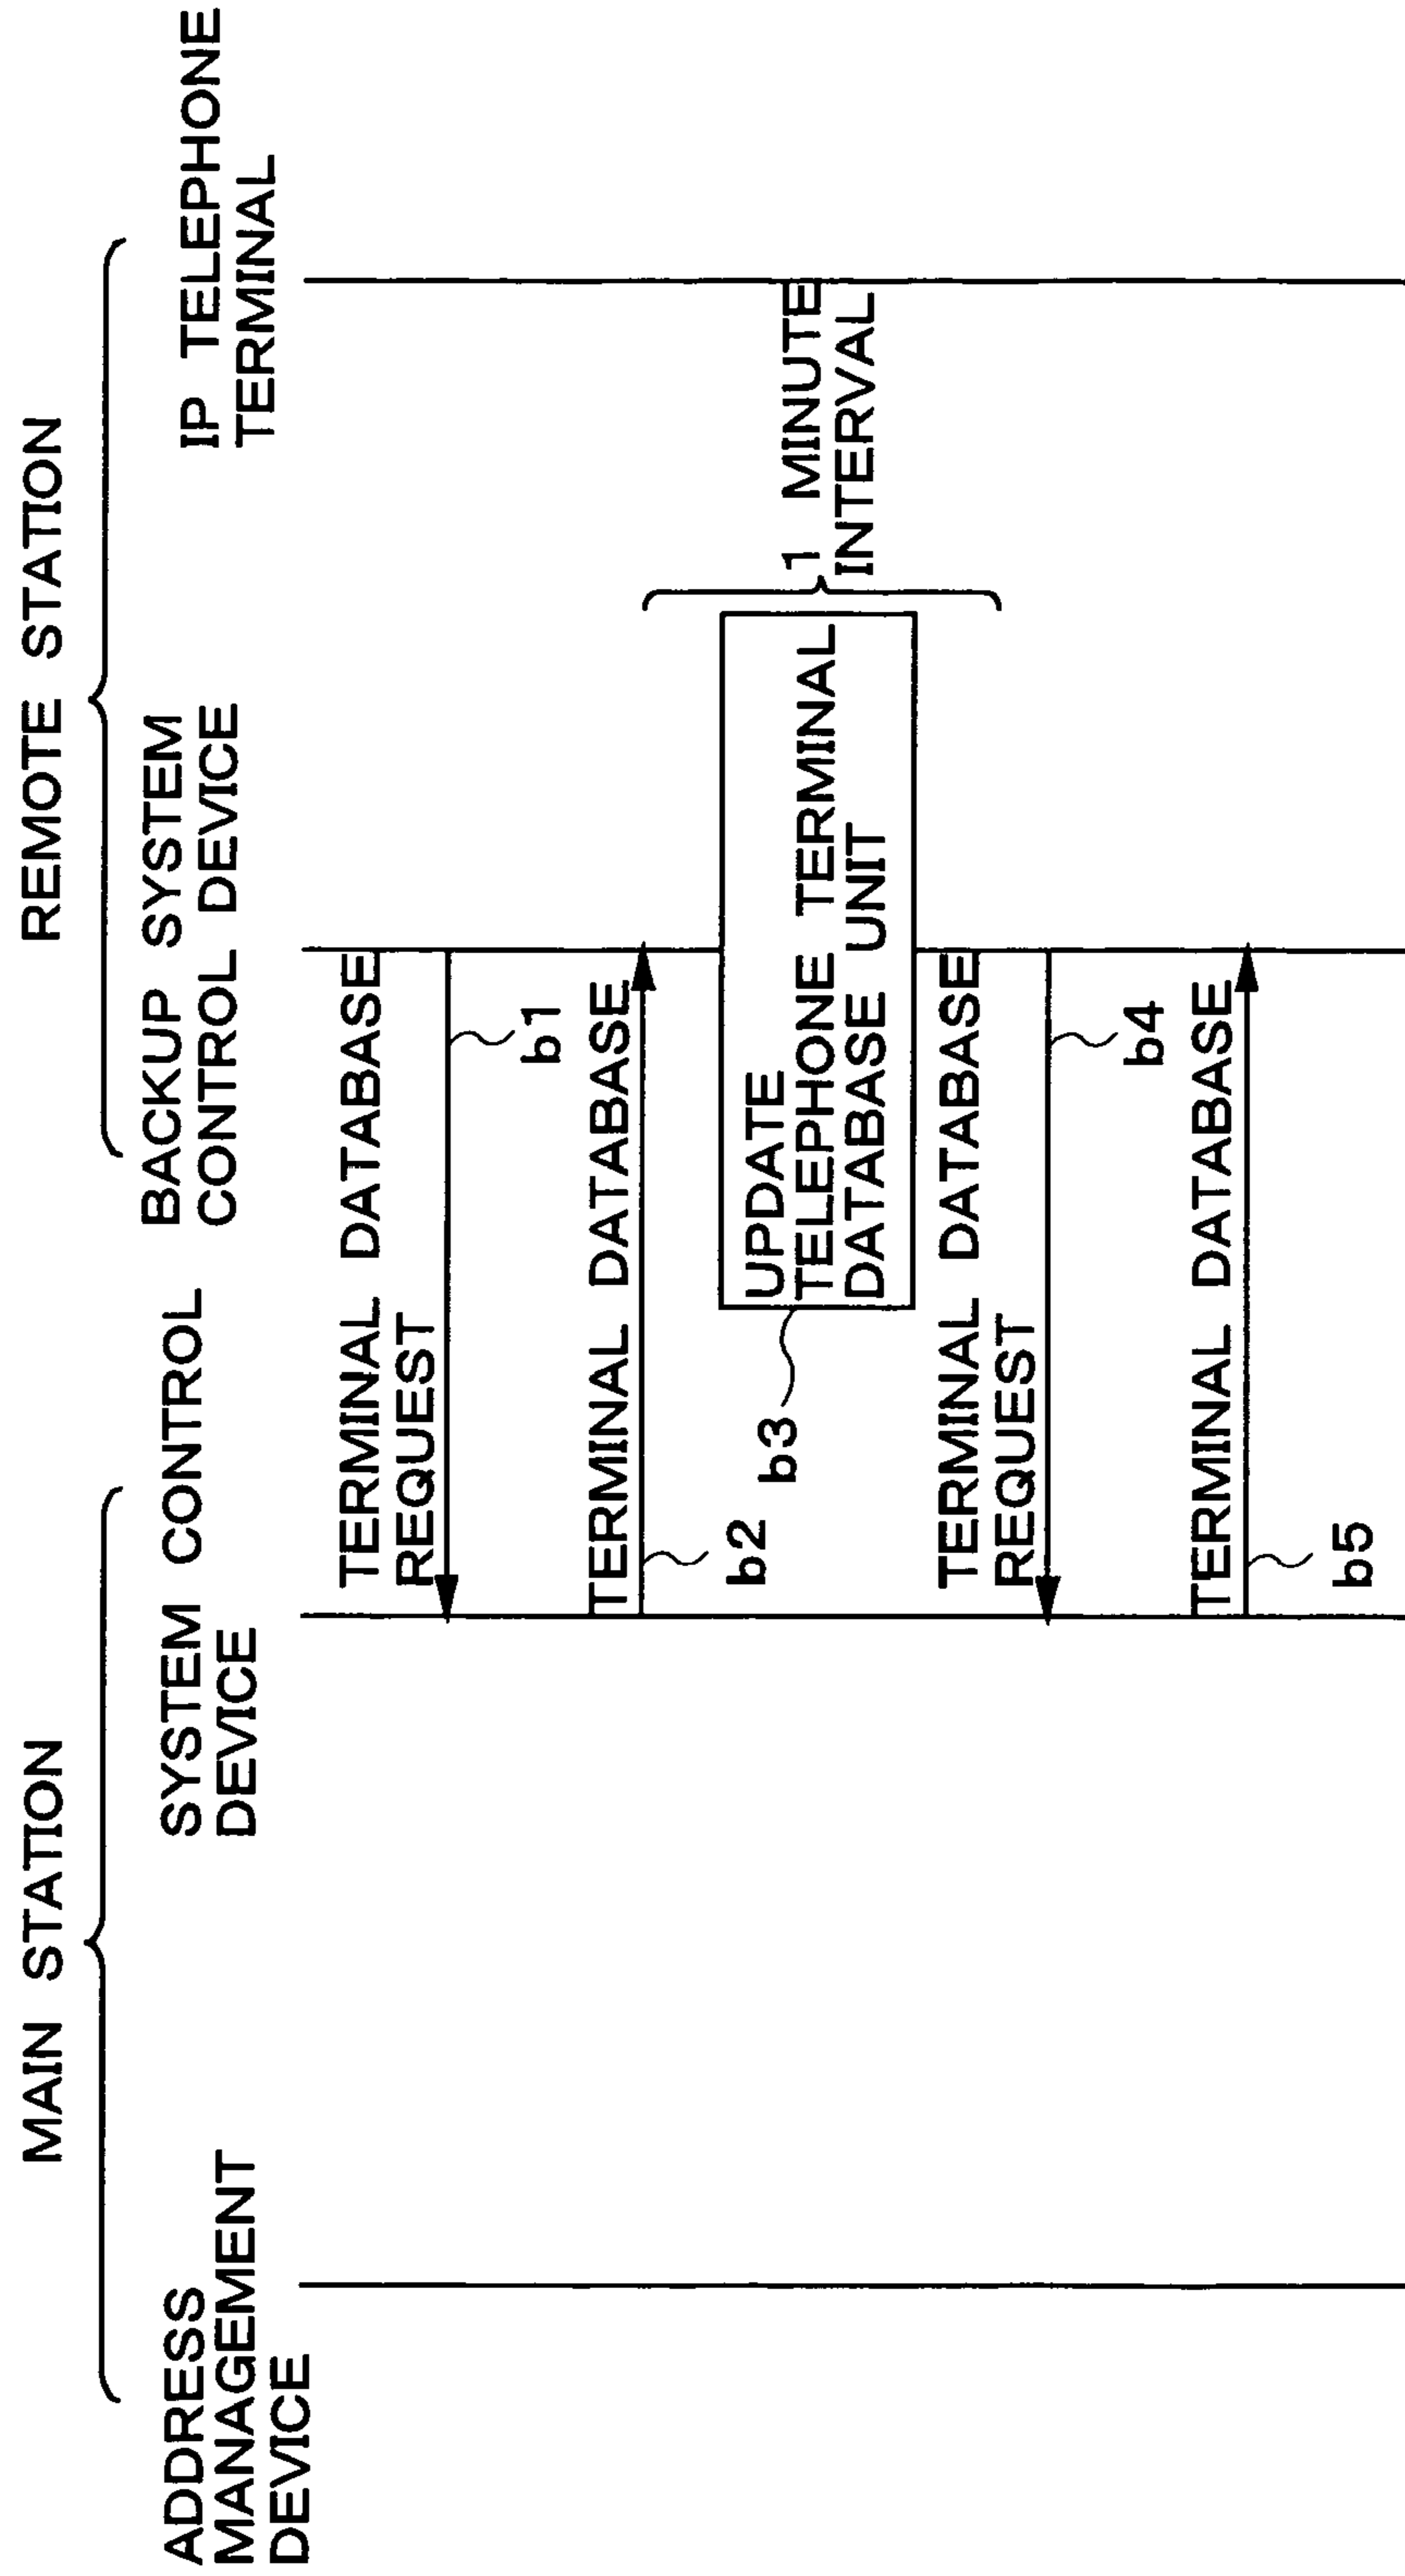 MAIN STATION
REMOTE STATION
ADDRESS
MANAGEMENT
DEVICE
SYSTEM CONTROL
DEVICE
BACKUP SYSTEM
CONTROL DEVICE
IP TELEPHONE
TERMINAL
TERMINAL DATABASE
REQUEST
b1
TERMINAL DATABASE
b2
UPDATE
TELEPHONE TERMINAL
DATABASE UNIT
b3
1 MINUTE
INTERVAL
TERMINAL DATABASE
REQUEST
b4
TERMINAL DATABASE
b5